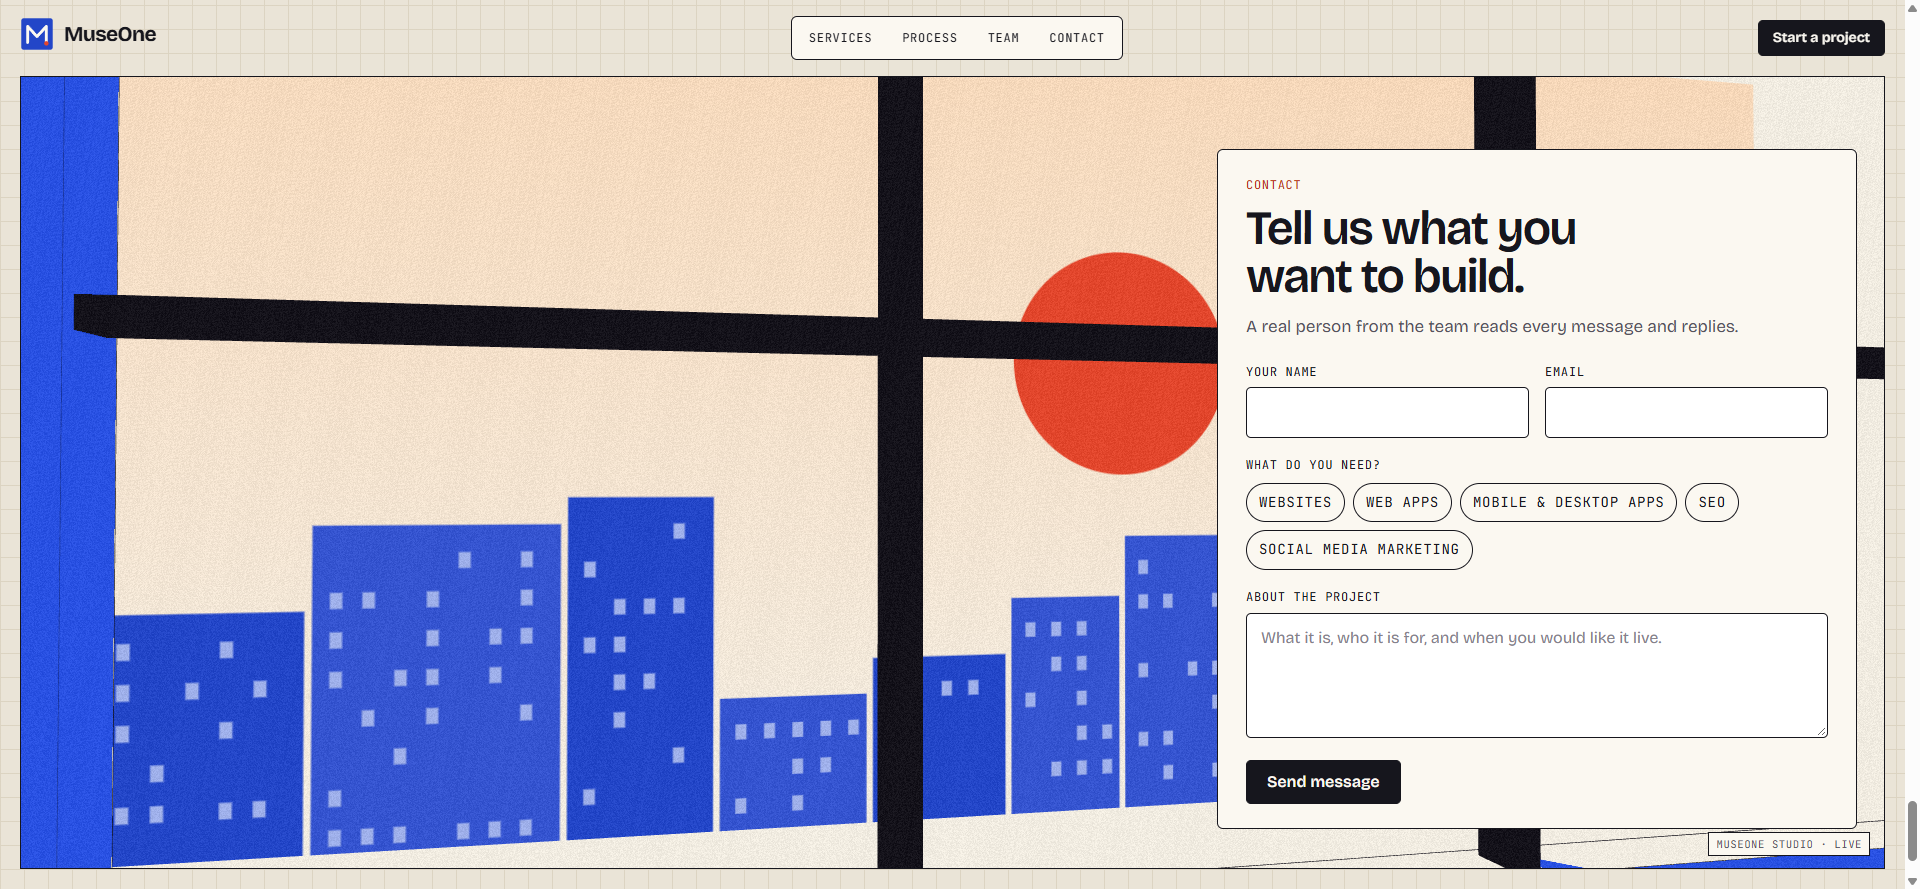 MuseOne
SERVICES PROCESS TEAM CONTACT
Start a project
CONTACT
Tell us what you
want to build.
A real person from the team reads every message and replies.
YOUR NAME EMAIL
WHAT DO YOU NEED?
WEBSITES WEB APPS MOBILE & DESKTOP APPS SEO
SOCIAL MEDIA MARKETING
ABOUT THE PROJECT
What it is, who it is for, and when you would like it live.
Send message
MUSEONE STUDIO · LIVE